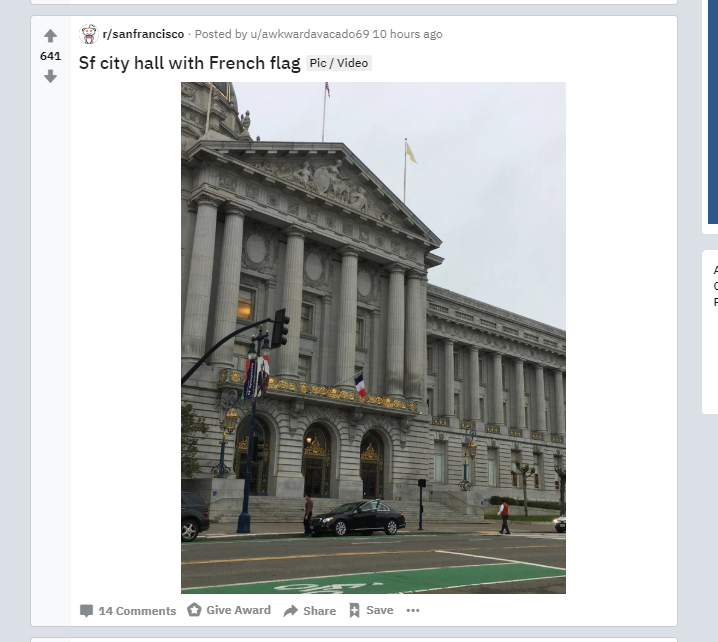 r/sanfrancisco · Posted by u/awkwardavacado69 10 hours ago
641
Sf city hall with French flag Pic / Video
14 Comments Give Award Share Save